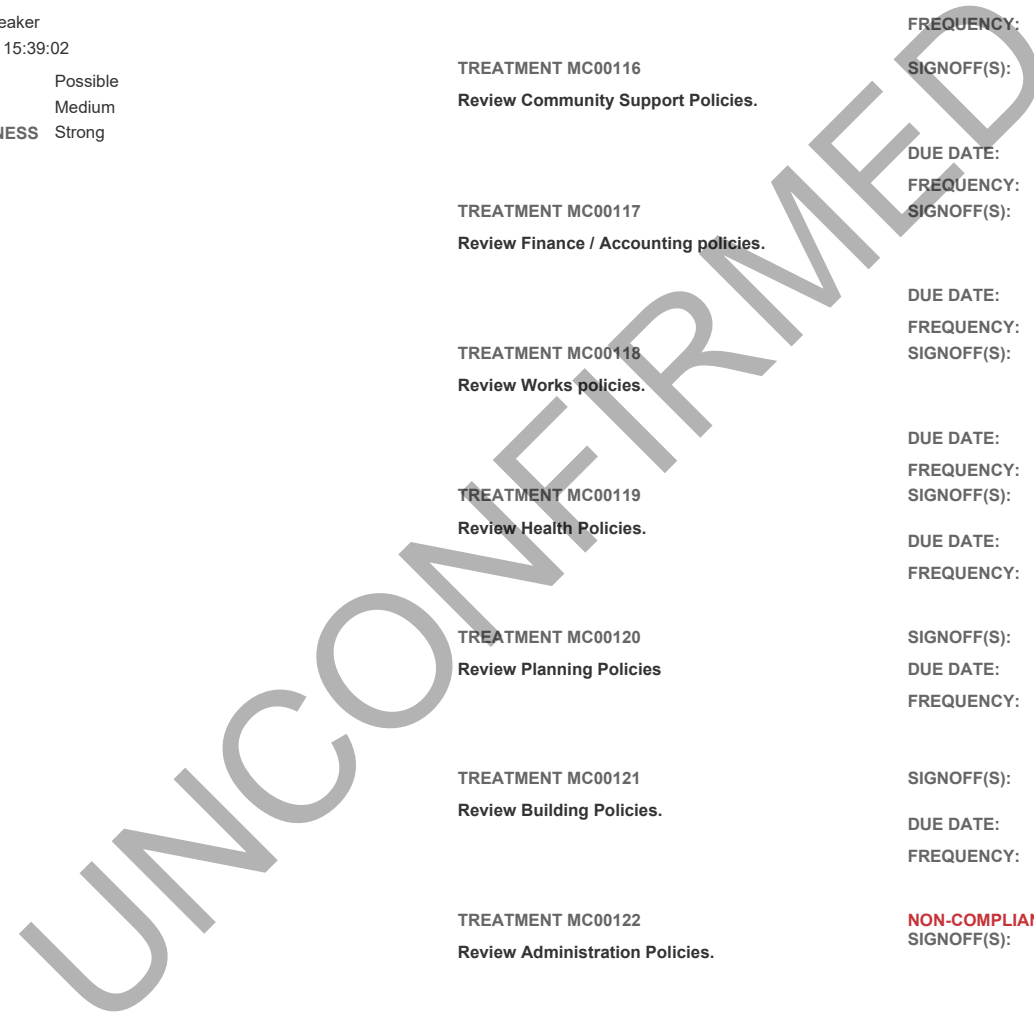 eaker
15:39:02
Possible
Medium
NESS Strong
FREQUENCY:
TREATMENT MC00116 SIGNOFF(S):
Review Community Support Policies.
DUE DATE:
FREQUENCY:
TREATMENT MC00117 SIGNOFF(S):
Review Finance / Accounting policies.
DUE DATE:
FREQUENCY:
TREATMENT MC00118 SIGNOFF(S):
Review Works policies.
DUE DATE:
FREQUENCY:
TREATMENT MC00119 SIGNOFF(S):
Review Health Policies.
DUE DATE:
FREQUENCY:
TREATMENT MC00120 SIGNOFF(S):
Review Planning Policies DUE DATE:
FREQUENCY:
TREATMENT MC00121 SIGNOFF(S):
Review Building Policies.
DUE DATE:
FREQUENCY:
TREATMENT MC00122 NON-COMPLIAN
SIGNOFF(S):
Review Administration Policies.
UNCONFIRMED